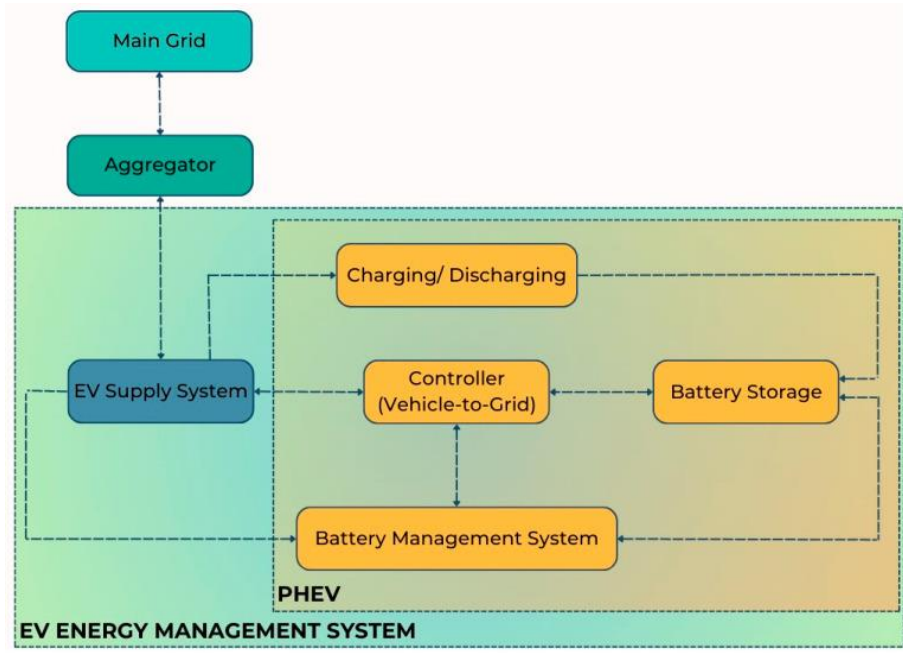 Main Grid
Aggregator
Charging/ Discharging
EV Supply System
Controller
(Vehicle-to-Grid)
Battery Storage
Battery Management System
PHEV
EV ENERGY MANAGEMENT SYSTEM